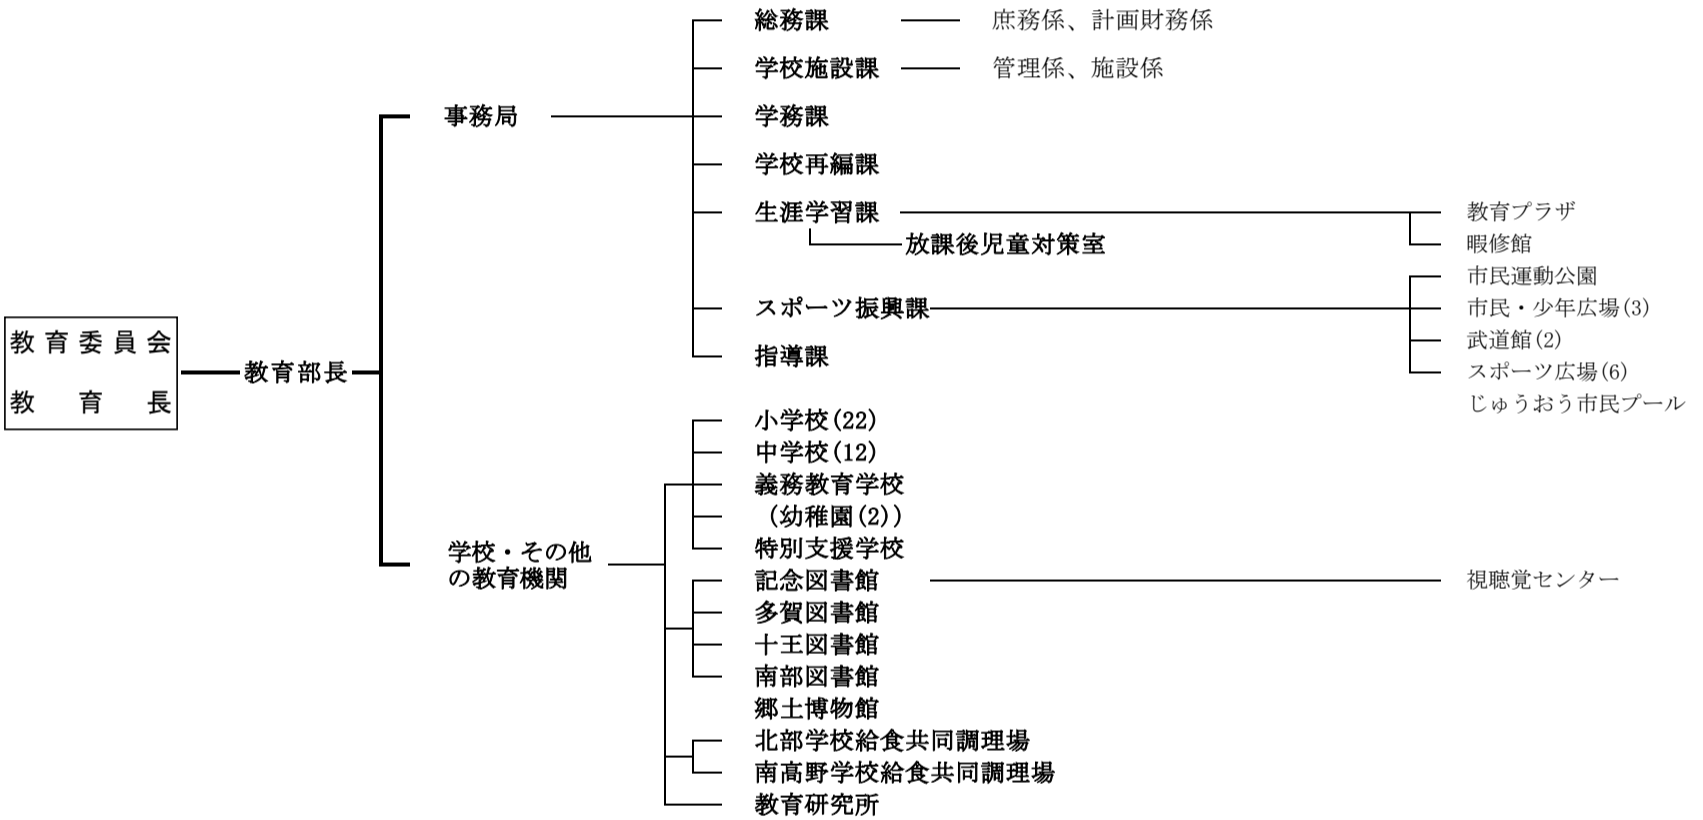 総務課 庶務係、計画財務係
学校施設課 管理係、施設係
事務局 学務課
学校再編課
生涯学習課 教育プラザ
放課後児童対策室 暇修館
市民運動公園
スポーツ振興課 市民・少年広場(3)
武道館(2)
教育委員会
教育長
教育部長
指導課
スポーツ広場(6)
じゅうおう市民プール
小学校(22)
中学校(12)
義務教育学校
（幼稚園(2)）
学校・その他
の教育機関
特別支援学校
記念図書館 視聴覚センター
多賀図書館
十王図書館
南部図書館
郷土博物館
北部学校給食共同調理場
南高野学校給食共同調理場
教育研究所